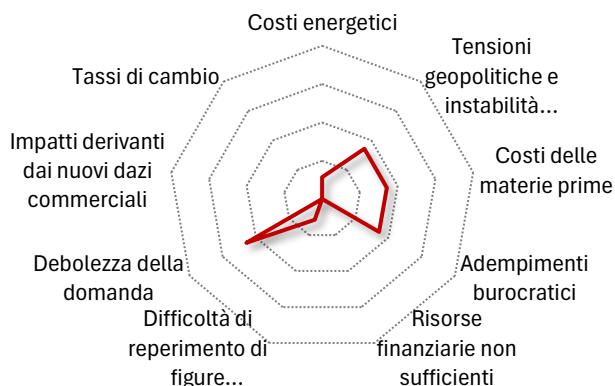 Costi energetici
Tensioni
geopolitiche e
instabilità...
Costi delle
materie prime
Adempimenti
burocratici
Risorse
finanziarie non
sufficienti
Difficoltà di
reperimento di
figure...
Debolezza della
domanda
Impatti derivanti
dai nuovi dazi
commerciali
Tassi di cambio